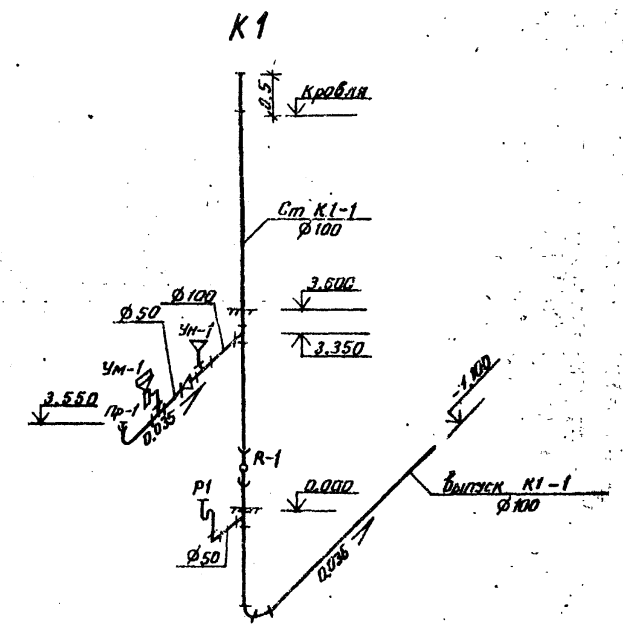 К1
0.5
кровля
Ст К1-1
Ø100
3.600
Ø100
Ø50
Ун-1
3.350
Ум-1
3.550
Пр-1
0.035
-1.100
R-1
Р1
0.000
выпуск К1-1
Ø100
Ø50
0.035